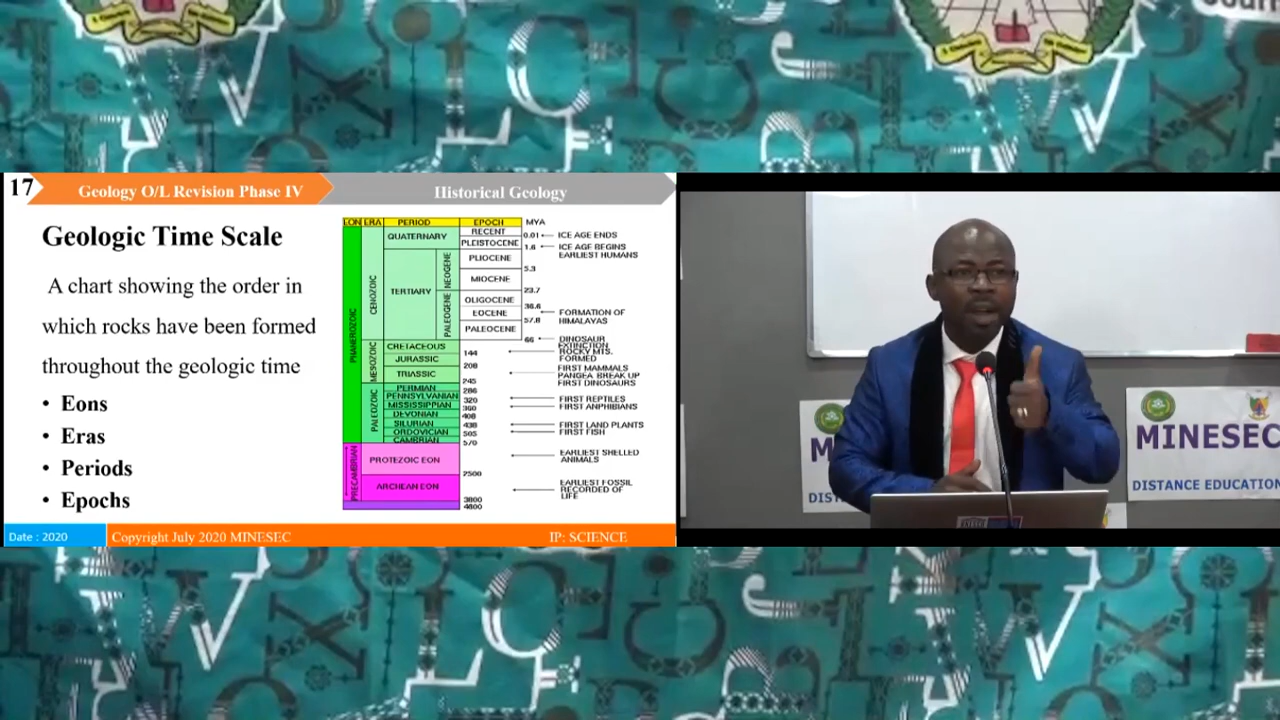 17
Geology O/L Revision Phase IV
Historical Geology
Geologic Time Scale
A chart showing the order in
which rocks have been formed
throughout the geologic time
• Eons
• Eras
• Periods
• Epochs
EON ERA PERIOD EPOCH MYA
PHANEROZOIC
CENOZOIC
QUATERNARY
RECENT
0.01 ICE AGE ENDS
PLEISTOCENE
1.6 ICE AGE BEGINS
EARLIEST HUMANS
TERTIARY
NEOGENE
PLIOCENE
5.3
MIOCENE
23.7
PALEOGENE
OLIGOCENE
36.6
EOCENE
FORMATION OF
HIMALAYAS
57.8
PALEOCENE
66
DINOSAUR
EXTINCTION
ROCKY MTS.
FORMED
MESOZOIC
CRETACEOUS
144
JURASSIC
208
FIRST MAMMALS
PANGEA BREAK UP
FIRST DINOSAURS
TRIASSIC
245
PALEOZOIC
PERMIAN
286
PENNSYLVANIAN
320 FIRST REPTILES
MISSISSIPPIAN
360 FIRST ANPHIBIANS
DEVONIAN
408
SILURIAN
438 FIRST LAND PLANTS
ORDOVICIAN
505 FIRST FISH
CAMBRIAN
570
PRECAMBRIAN
PROTEZOIC EON
EARLIEST SHELLED
ANIMALS
2500
ARCHEAN EON
EARLIEST FOSSIL
RECORDED OF
LIFE
3800
4800
Date : 2020
Copyright July 2020 MINESEC
IP: SCIENCE
M
DIST
MINESEC
DISTANCE EDUCATION